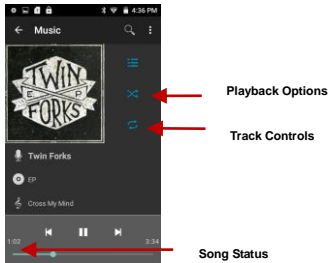 4:36 PM
Music
TWIN
E P
FORKS
Playback Options
Track Controls
Twin Forks
EP
Cross My Mind
1:02
3:34
Song Status